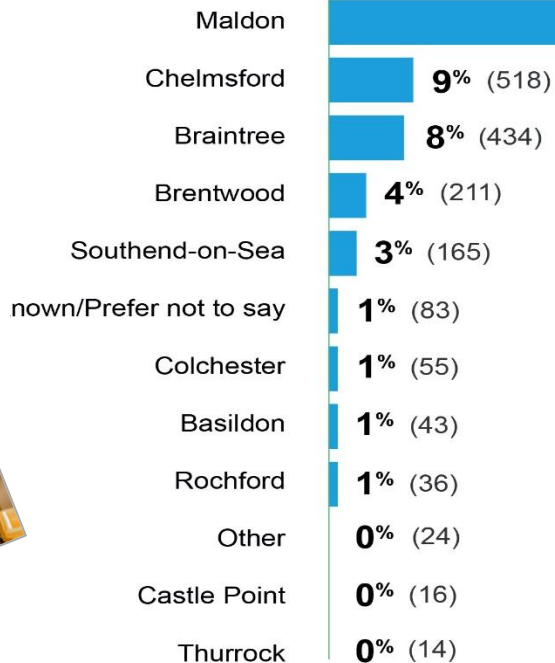 Maldon
Chelmsford 9% (518)
Braintree 8% (434)
Brentwood 4% (211)
Southend-on-Sea 3% (165)
nown/Prefer not to say 1% (83)
Colchester 1% (55)
Basildon 1% (43)
Rochford 1% (36)
Other 0% (24)
Castle Point 0% (16)
Thurrock 0% (14)